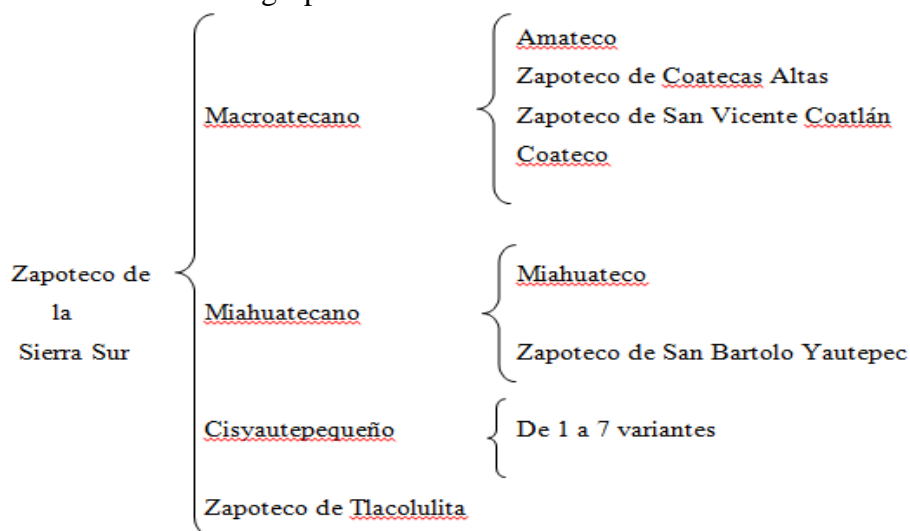 Amateco
Zapoteco de Coatecas Altas
Macroatecano
Zapoteco de San Vicente Coatlán
Coateco
Zapoteco de
la
Sierra Sur
Miahuateco
Miahuatecano
Zapoteco de San Bartolo Yautepec
Cisyautepequeño
De 1 a 7 variantes
Zapoteco de Tlacolulita